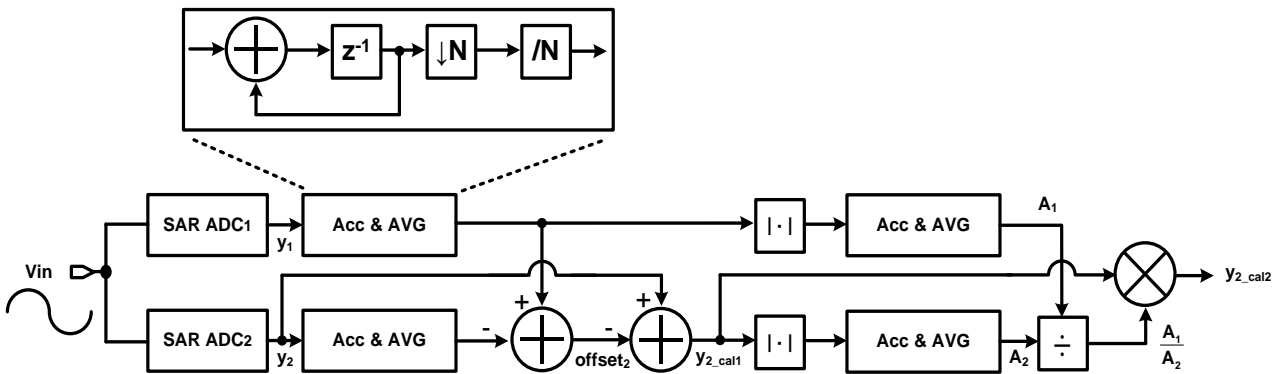 z⁻¹
↓N
/N
SAR ADC₁
y₁
Acc & AVG
|·|
Acc & AVG
A₁
Vin
SAR ADC₂
y₂
Acc & AVG
-
+
-
offset₂
+
y₂_cal1
|·|
Acc & AVG
A₂
÷
A₁
A₂
y₂_cal2